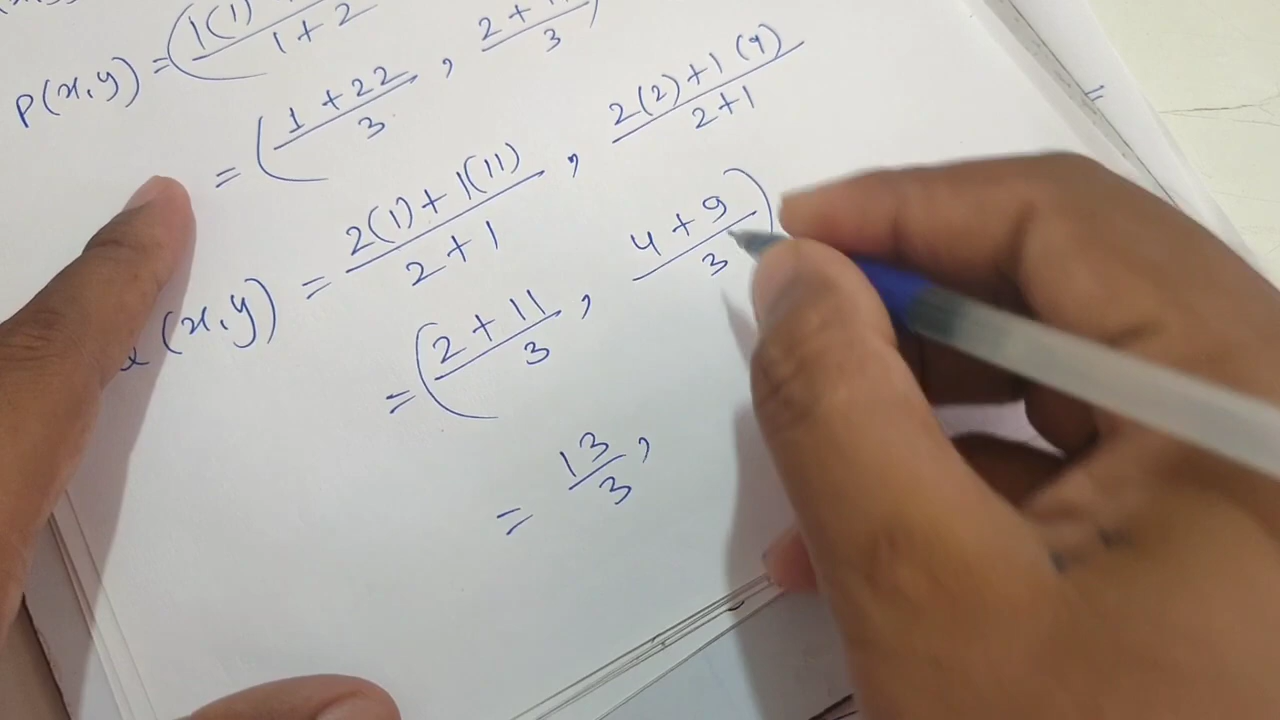 P(x,y) = (1(1) / 1+2
= (1+22 / 3 , 2+1 / 3)
(x,y) = 2(1)+1(11) / 2+1 , 2(2)+1(9) / 2+1
= (2+11 / 3 , 4+9 / 3)
= 13/3 ,